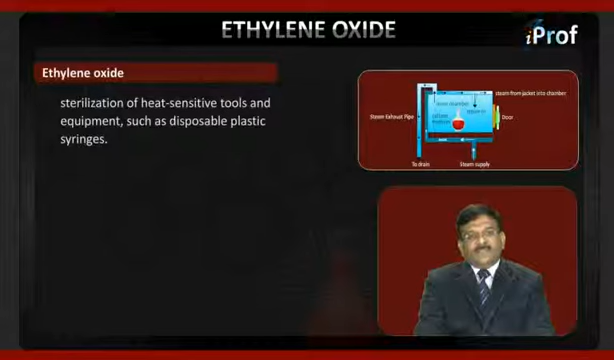 ETHYLENE OXIDE
iProf
Ethylene oxide
sterilization of heat-sensitive tools and
equipment, such as disposable plastic
syringes.
steam from jacket into chamber
Steam Exhaust Pipe
Door
To drain
Steam supply